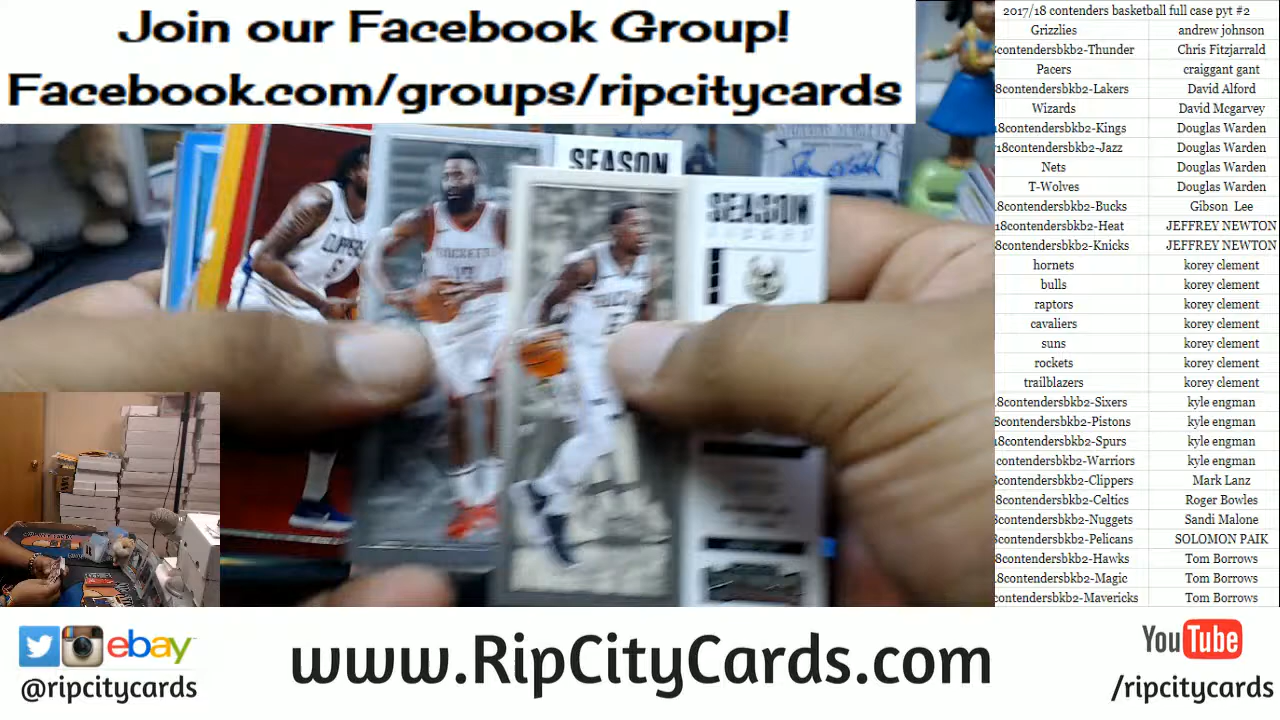 Join our Facebook Group!
Facebook.com/groups/ripcitycards
2017/18 contenders basketball full case pyt #2
Grizzlies andrew johnson
8contendersbkb2-Thunder Chris Fitzjarrald
Pacers craiggant gant
8contendersbkb2-Lakers David Alford
Wizards David Mcgarvey
18contendersbkb2-Kings Douglas Warden
18contendersbkb2-Jazz Douglas Warden
Nets Douglas Warden
T-Wolves Douglas Warden
8contendersbkb2-Bucks Gibson Lee
18contendersbkb2-Heat JEFFREY NEWTON
8contendersbkb2-Knicks JEFFREY NEWTON
hornets korey clement
bulls korey clement
raptors korey clement
cavaliers korey clement
suns korey clement
rockets korey clement
trailblazers korey clement
8contendersbkb2-Sixers kyle engman
8contendersbkb2-Pistons kyle engman
18contendersbkb2-Spurs kyle engman
contendersbkb2-Warriors kyle engman
8contendersbkb2-Clippers Mark Lanz
8contendersbkb2-Celtics Roger Bowles
8contendersbkb2-Nuggets Sandi Malone
8contendersbkb2-Pelicans SOLOMON PAIK
8contendersbkb2-Hawks Tom Borrows
8contendersbkb2-Magic Tom Borrows
contendersbkb2-Mavericks Tom Borrows
SEASON
SEASON
CLIPPERS
ROCKETS
ebay
@ripcitycards
www.RipCityCards.com
YouTube
/ripcitycards